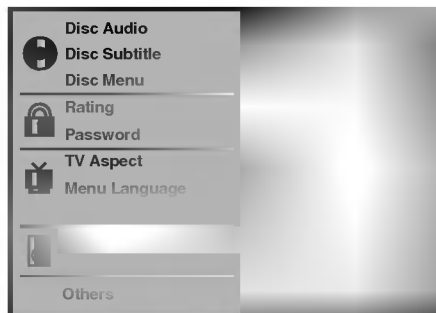 Disc Audio
Disc Subtitle
Disc Menu
Rating
Password
TV Aspect
Menu Language
Others